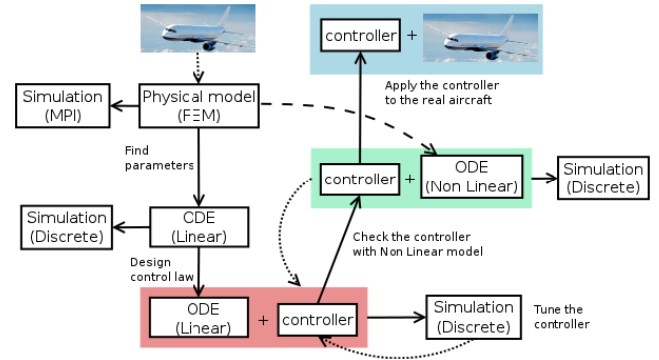 controller +
Apply the controller
to the real aircraft
Simulation
(MPI)
Physical model
(FEM)
Find
parameters
controller
+
ODE
(Non Linear)
Simulation
(Discrete)
Simulation
(Discrete)
CDE
(Linear)
Check the controller
with Non Linear model
Design
control law
ODE
(Linear)
+
controller
Simulation
(Discrete)
Tune the
controller